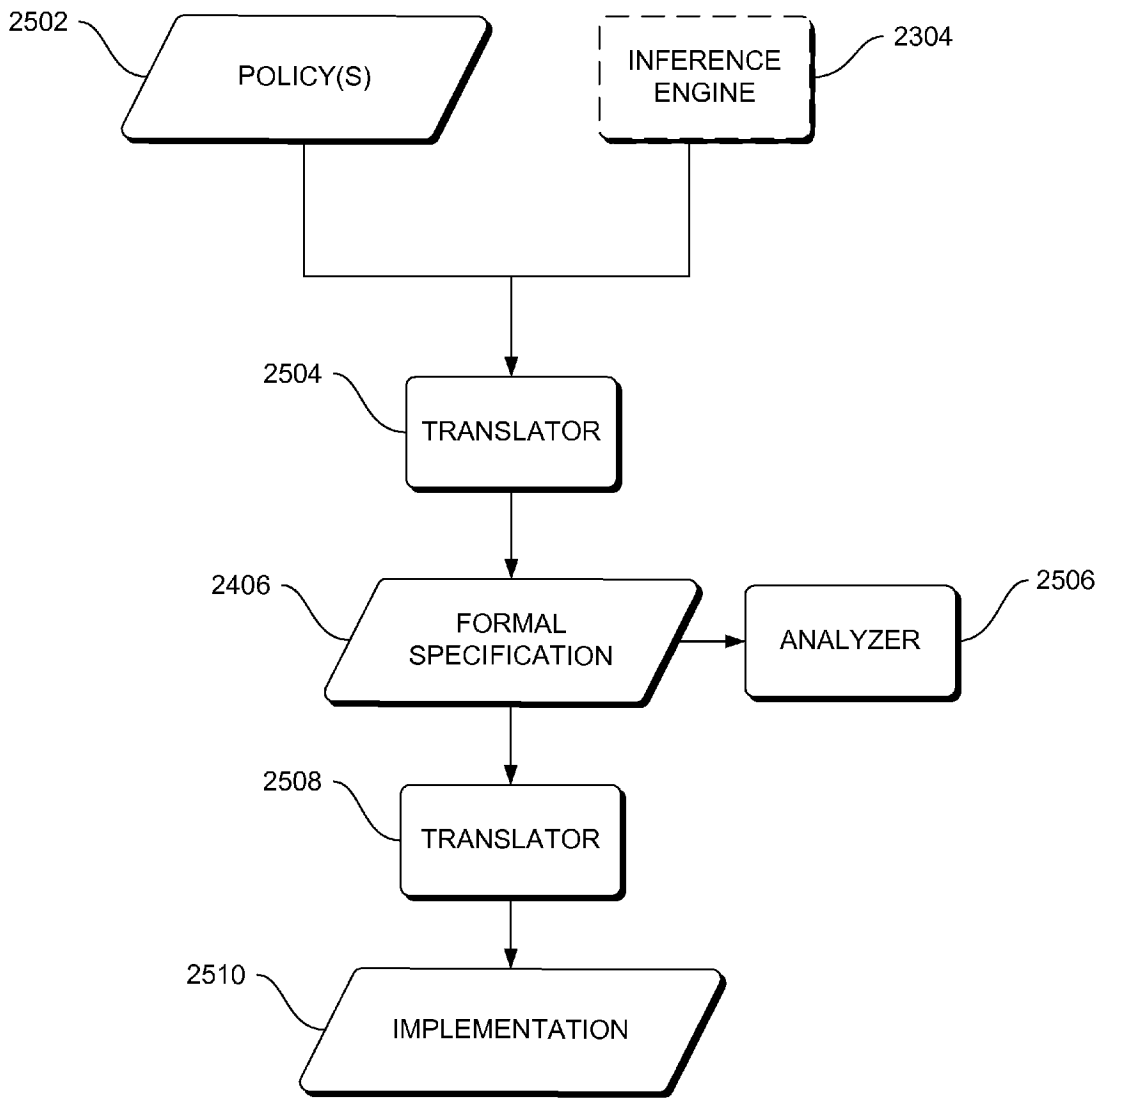 2502
POLICY(S)
INFERENCE
ENGINE
2304
2504
TRANSLATOR
2406
FORMAL
SPECIFICATION
ANALYZER
2506
2508
TRANSLATOR
2510
IMPLEMENTATION